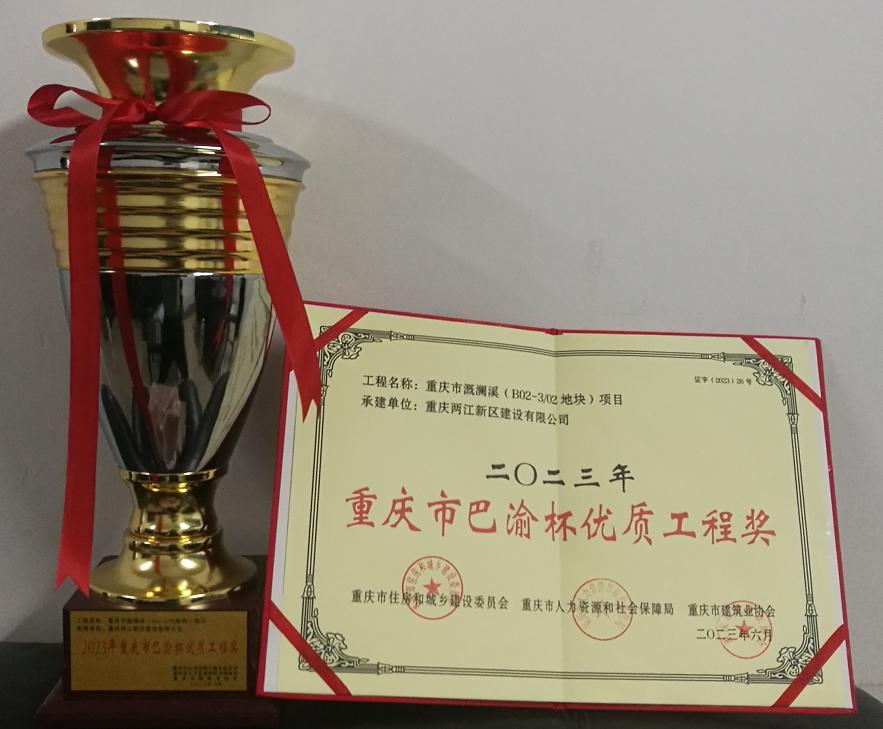 工程名称：重庆市溉澜溪（B02-3/02地块）项目
承建单位：重庆两江新区建设有限公司
证字（2023）26号
二〇二三年
重庆市巴渝杯优质工程奖
重庆市住房和城乡建设委员会 重庆市人力资源和社会保障局 重庆市建筑业协会
二〇二三年六月
2023年重庆市巴渝杯优质工程奖